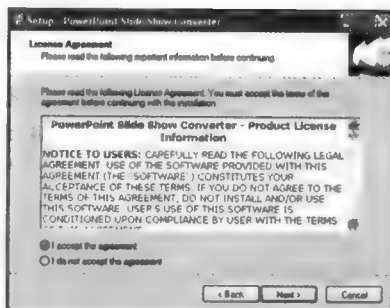 Setup - PowerPoint Slide Show Converter
License Agreement
Please read the following important information before continuing.
Please read the following License Agreement. You must accept the terms of this
agreement before continuing with the installation.
PowerPoint Slide Show Converter - Product License
Information
NOTICE TO USERS: CAREFULLY READ THE FOLLOWING LEGAL
AGREEMENT. USE OF THE SOFTWARE PROVIDED WITH THIS
AGREEMENT (THE "SOFTWARE") CONSTITUTES YOUR
ACCEPTANCE OF THESE TERMS. IF YOU DO NOT AGREE TO THE
TERMS OF THIS AGREEMENT, DO NOT INSTALL AND/OR USE
THIS SOFTWARE. USER'S USE OF THIS SOFTWARE IS
CONDITIONED UPON COMPLIANCE BY USER WITH THE TERMS
I accept the agreement
I do not accept the agreement
< Back
Next >
Cancel